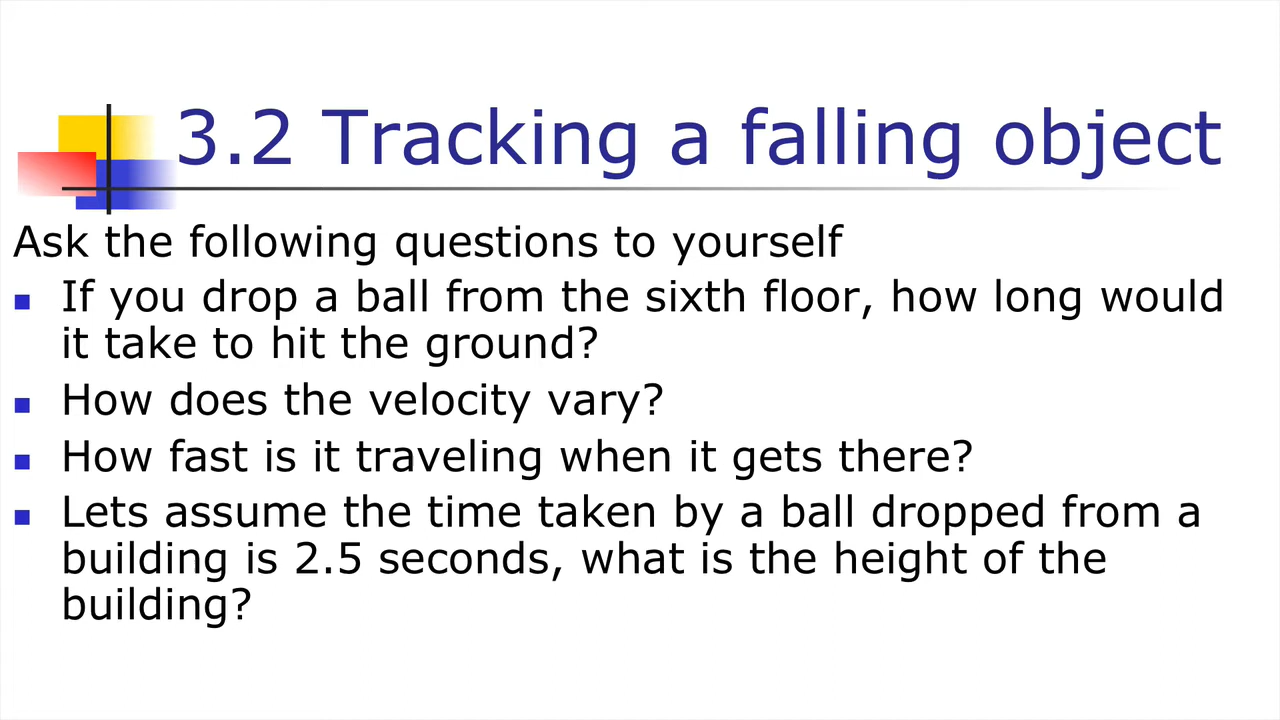 3.2 Tracking a falling object
Ask the following questions to yourself
If you drop a ball from the sixth floor, how long would
it take to hit the ground?
How does the velocity vary?
How fast is it traveling when it gets there?
Lets assume the time taken by a ball dropped from a
building is 2.5 seconds, what is the height of the
building?